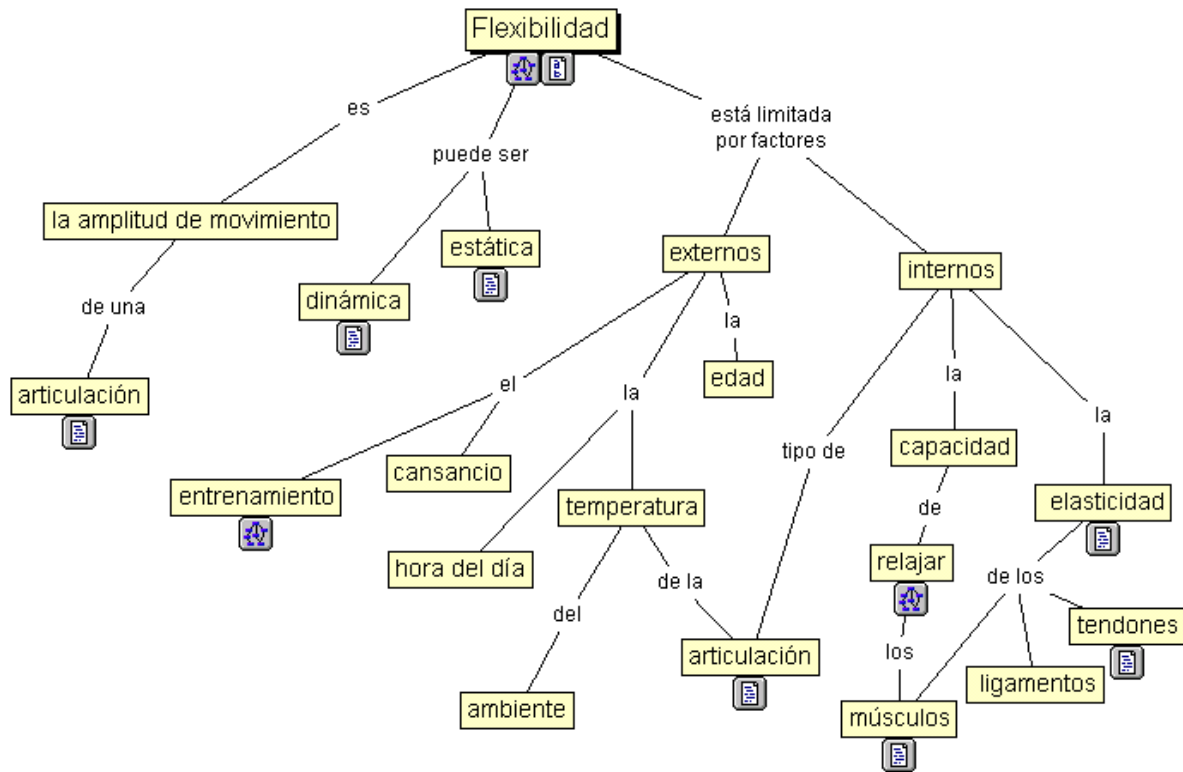 Flexibilidad
es
está limitada
por factores
puede ser
la amplitud de movimiento
estática
externos
internos
dinámica
de una
la
edad
articulación
el
la
la
la
tipo de
capacidad
cansancio
entrenamiento
temperatura
elasticidad
de
hora del día
relajar
de la
de los
del
tendones
articulación
los
ligamentos
ambiente
músculos